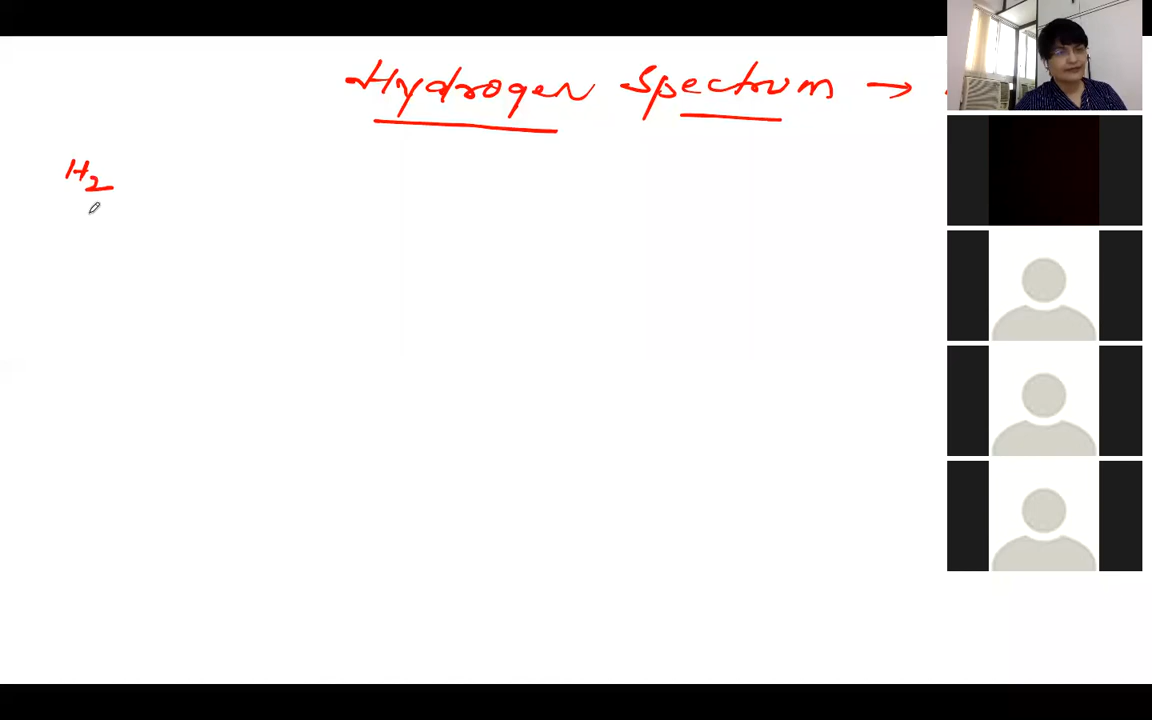 Hydrogen Spectrum →
H₂